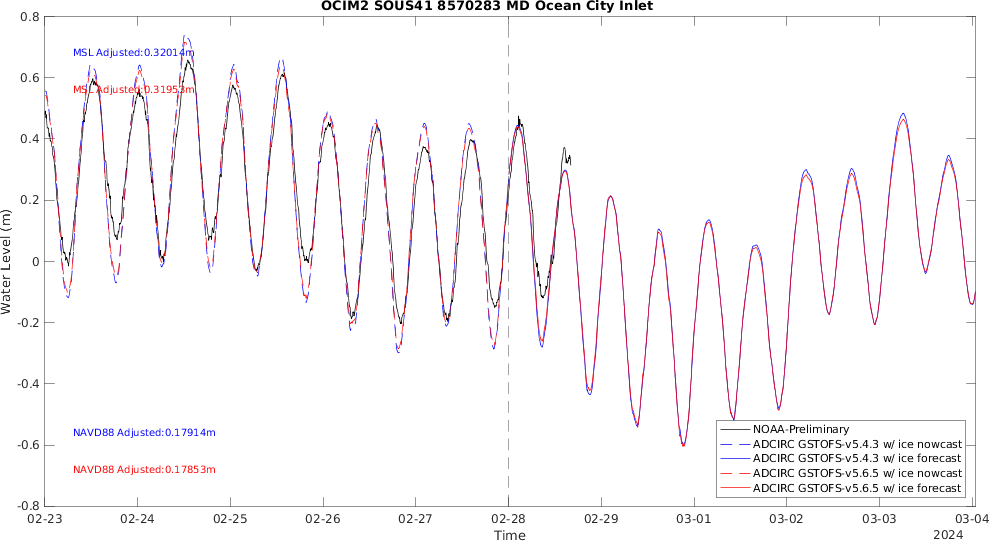 OCIM2 SOUS41 8570283 MD Ocean City Inlet
0.8
0.6
0.4
0.2
0
-0.2
-0.4
-0.6
-0.8
Water Level (m)
MSL Adjusted:0.32014m
MSL Adjusted:0.31953m
NAVD88 Adjusted:0.17914m
NAVD88 Adjusted:0.17853m
NOAA-Preliminary
ADCIRC GSTOFS-v5.4.3 w/ ice nowcast
ADCIRC GSTOFS-v5.4.3 w/ ice forecast
ADCIRC GSTOFS-v5.6.5 w/ ice nowcast
ADCIRC GSTOFS-v5.6.5 w/ ice forecast
02-23 02-24 02-25 02-26 02-27 02-28 02-29 03-01 03-02 03-03 03-04
Time
2024